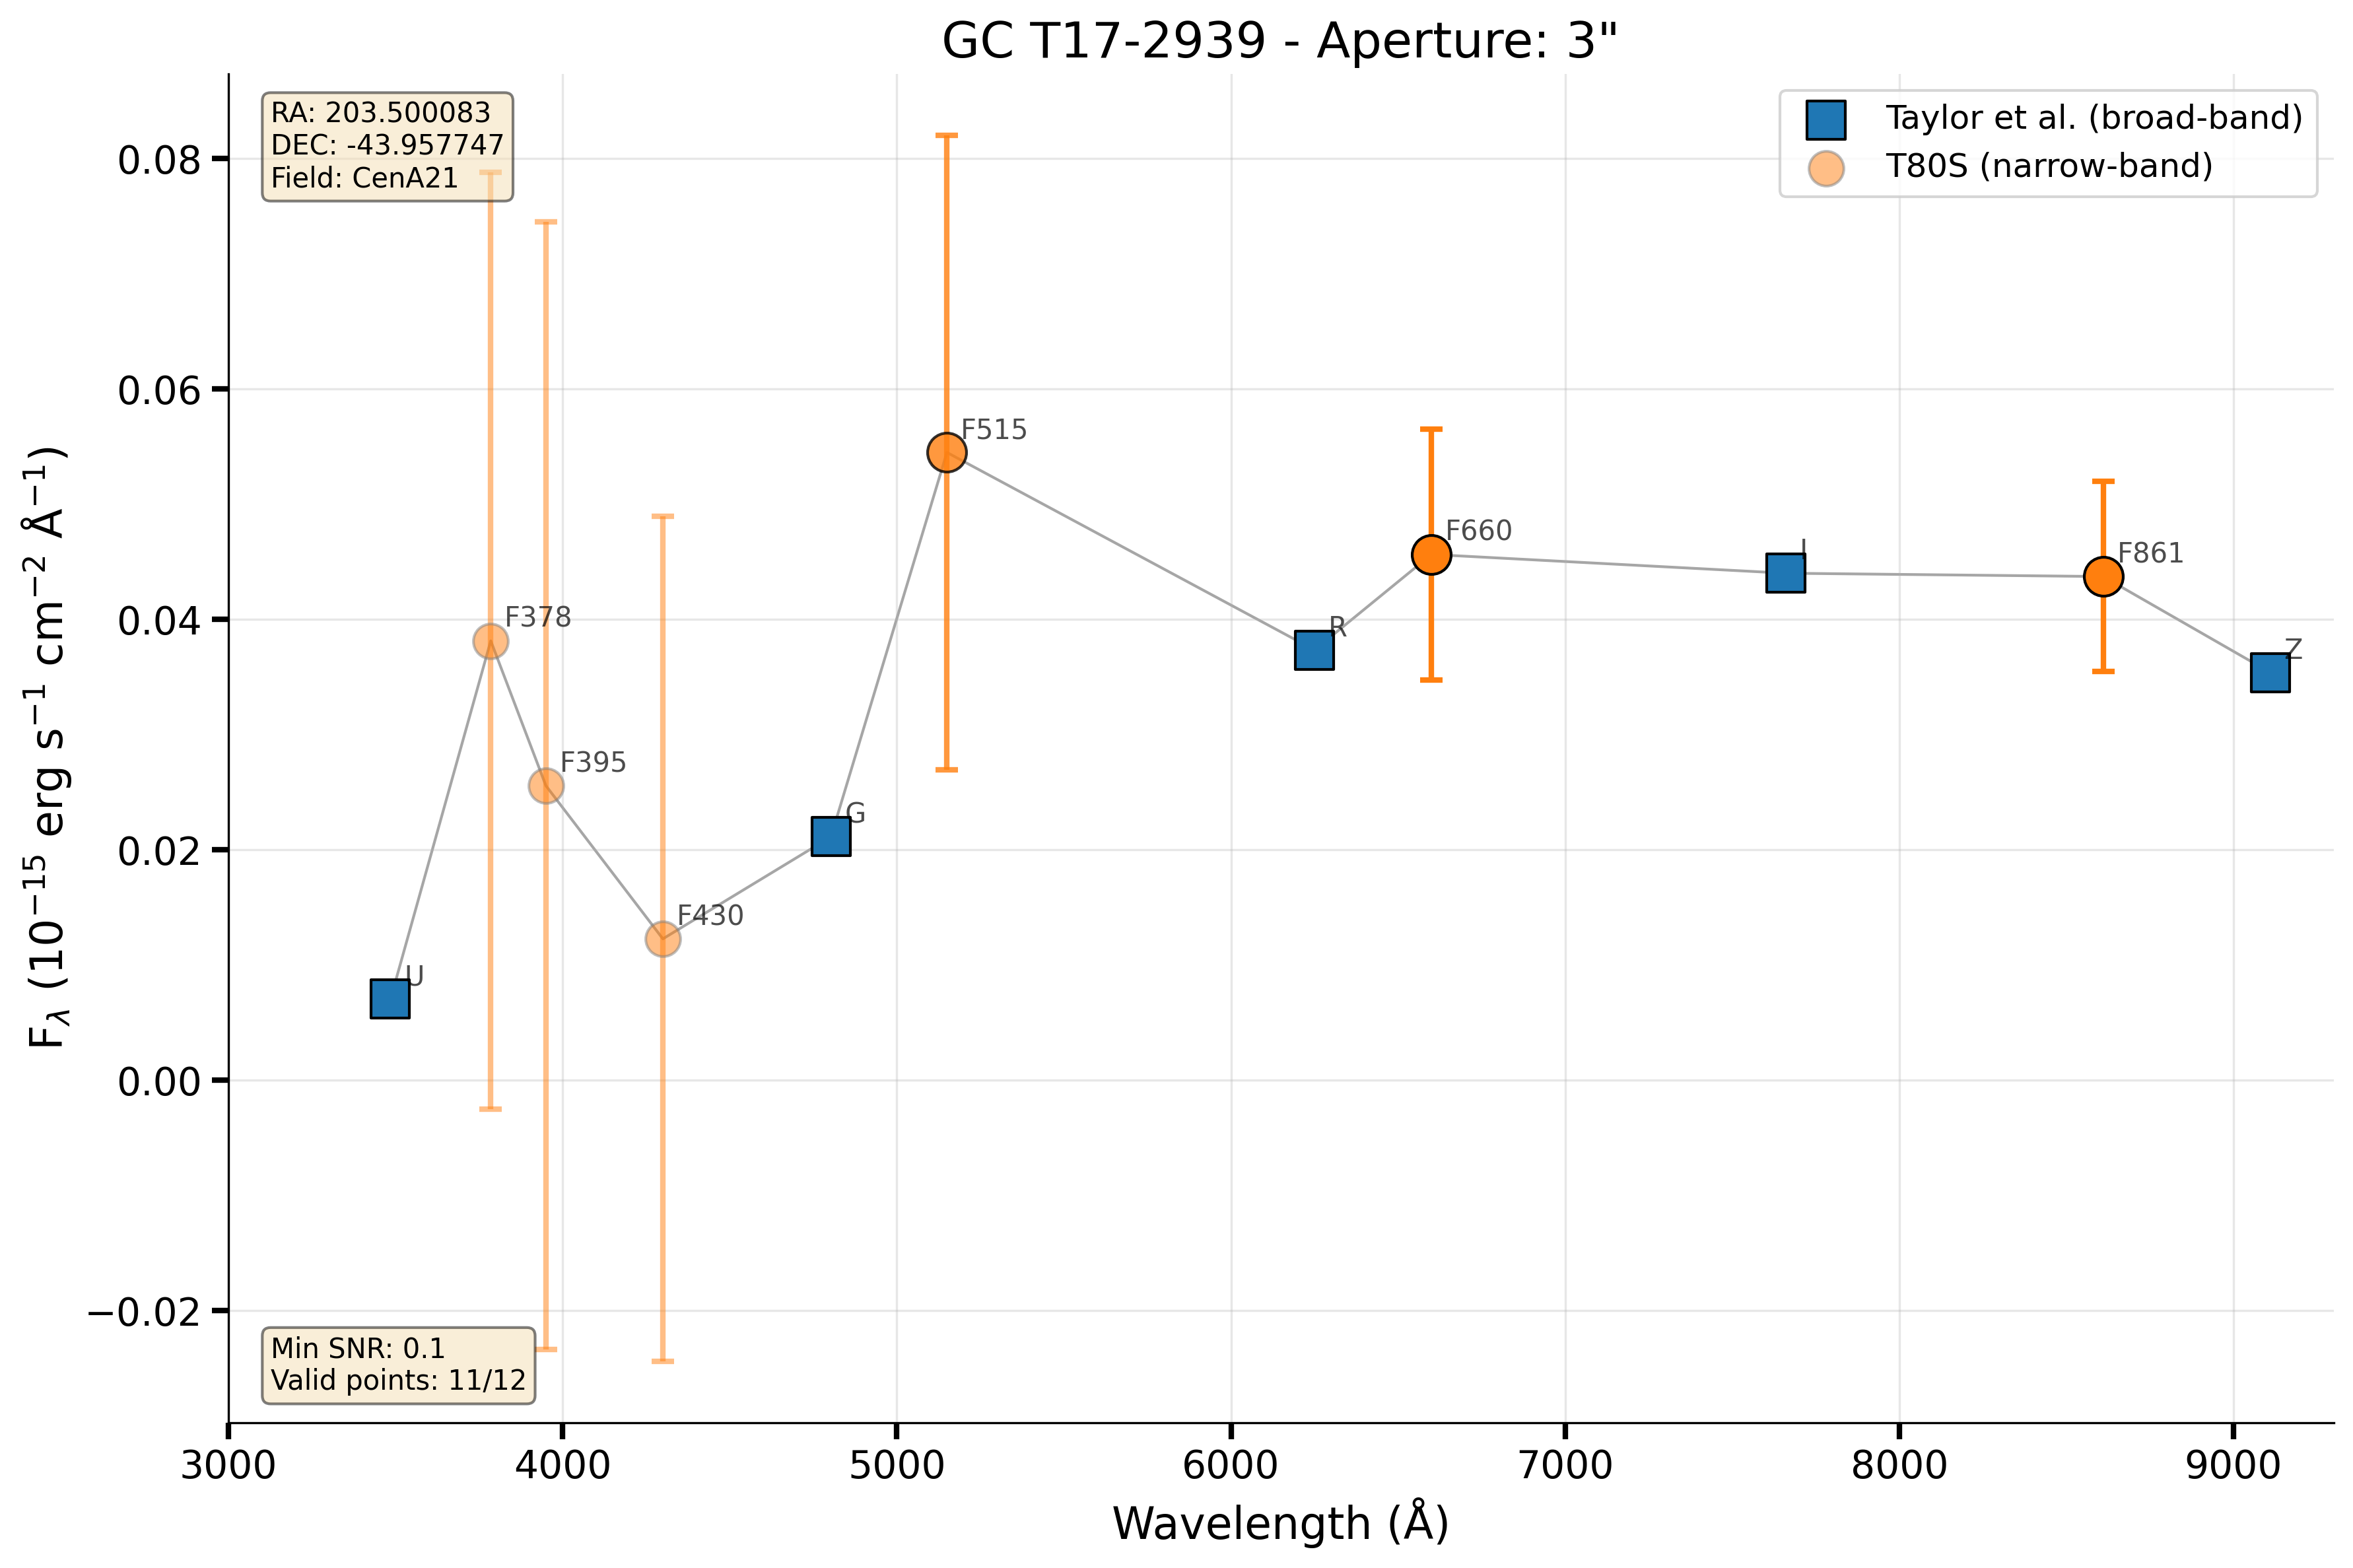 GC T17-2939 - Aperture: 3"
RA: 203.500083
DEC: -43.957747
Field: CenA21
Taylor et al. (broad-band)
T80S (narrow-band)
0.08
0.06
0.04
0.02
0.00
−0.02
F_λ (10⁻¹⁵ erg s⁻¹ cm⁻² Å⁻¹)
U
F378
F395
F430
G
F515
R
F660
I
F861
Z
Min SNR: 0.1
Valid points: 11/12
3000
4000
5000
6000
7000
8000
9000
Wavelength (Å)